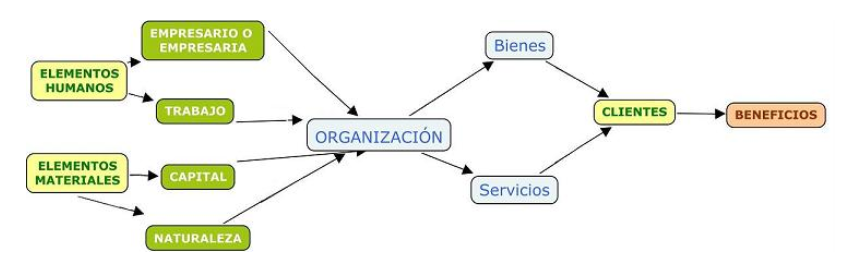 EMPRESARIO O
EMPRESARIA
ELEMENTOS
HUMANOS
TRABAJO
ORGANIZACIÓN
ELEMENTOS
MATERIALES
CAPITAL
NATURALEZA
Bienes
Servicios
CLIENTES
BENEFICIOS